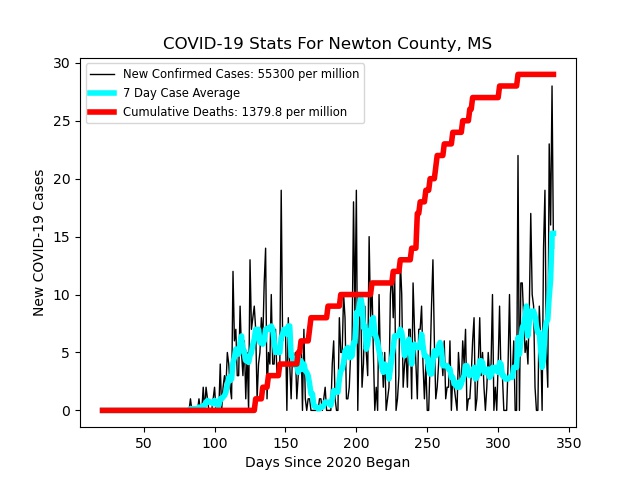 COVID-19 Stats For Newton County, MS
New Confirmed Cases: 55300 per million
7 Day Case Average
Cumulative Deaths: 1379.8 per million
New COVID-19 Cases
30
25
20
15
10
5
0
50
100
150
200
250
300
350
Days Since 2020 Began